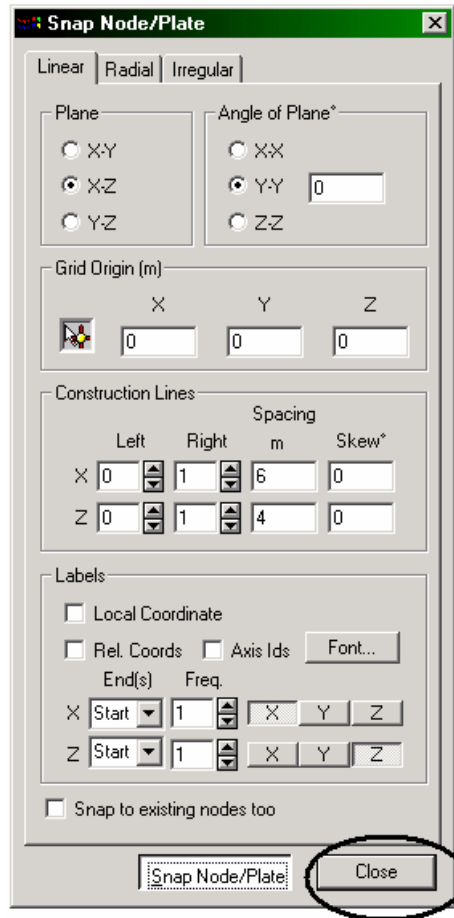 Snap Node/Plate
Linear Radial Irregular
Plane Angle of Plane°
X-Y X-X
X-Z Y-Y 0
Y-Z Z-Z
Grid Origin (m)
X Y Z
0 0 0
Construction Lines
Spacing
Left Right m Skew°
X 0 1 6 0
Z 0 1 4 0
Labels
Local Coordinate
Rel. Coords Axis Ids Font...
End(s) Freq.
X Start 1 X Y Z
Z Start 1 X Y Z
Snap to existing nodes too
Snap Node/Plate Close